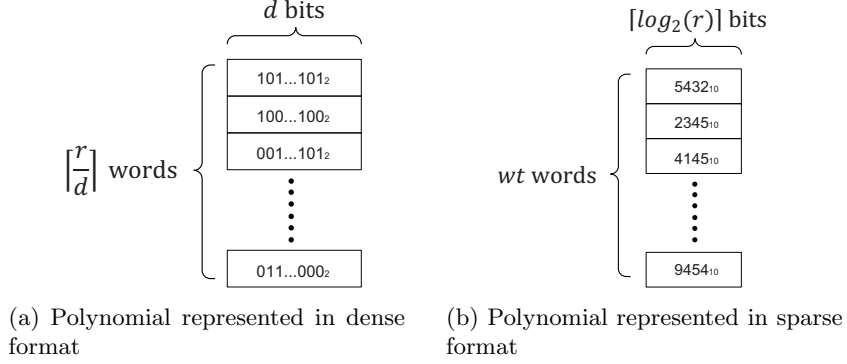 d bits
101...101₂
100...100₂
001...101₂
⌈r/d⌉ words
011...000₂
(a) Polynomial represented in dense
format
⌈log₂(r)⌉ bits
5432₁₀
2345₁₀
4145₁₀
wt words
9454₁₀
(b) Polynomial represented in sparse
format